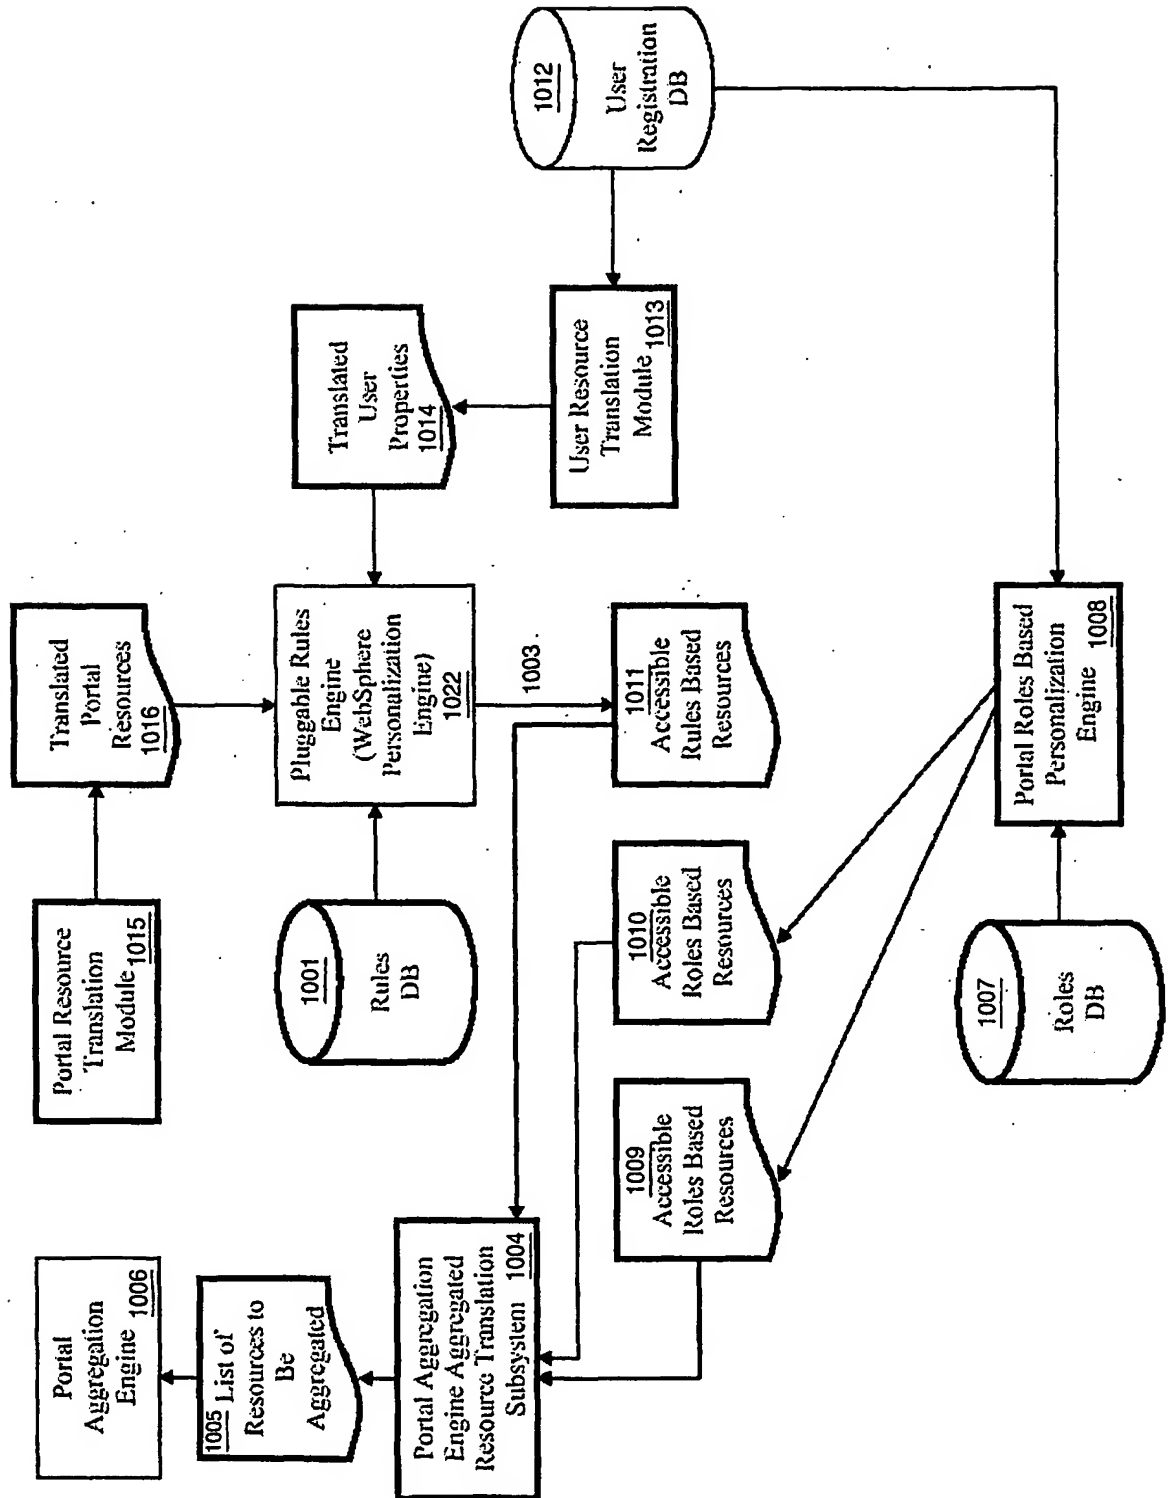 Portal Resource
Translation
Module 1015
Translated
Portal
Resources
1016
Portal
Aggregation
Engine 1006
1005 List of
Resources to
Be
Aggregated
1001
Rules
DB
Pluggable Rules
Engine
(WebSphere
Personalization
Engine)
1022
Translated
User
Properties
1014
Portal Aggregation
Engine Aggregated
Resource Translation
Subsystem 1004
1003
User Resource
Translation
Module 1013
1012
User
Registration
DB
1009
Accessible
Roles Based
Resources
1010
Accessible
Roles Based
Resources
1011
Accessible
Rules Based
Resources
1007
Roles
DB
Portal Roles Based
Personalization
Engine 1008